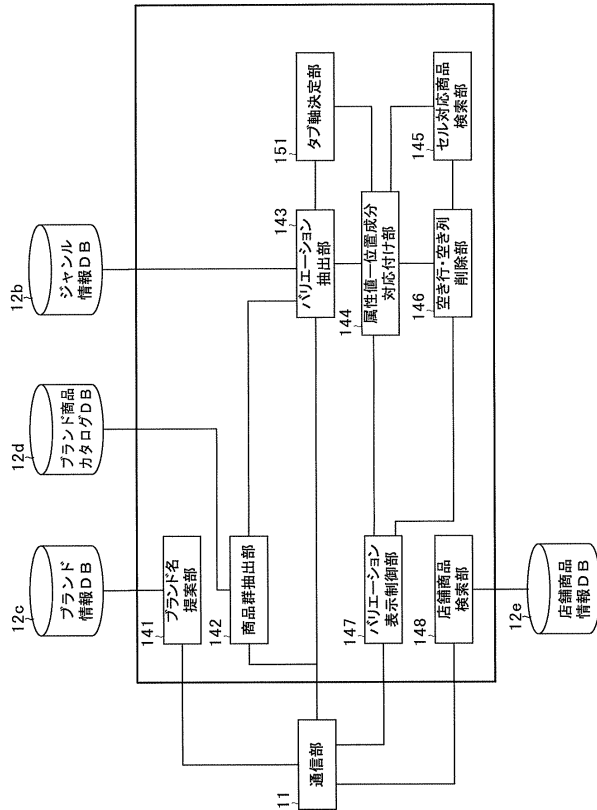 12c
ブランド
情報DB
12d
ブランド商品
カタログDB
12b
ジャンル
情報DB
141
ブランド名
提案部
142
商品群抽出部
143
バリエーション
抽出部
151
タブ軸決定部
11
通信部
144
属性値―位置成分
対応付け部
147
バリエーション
表示制御部
146
空き行・空き列
削除部
145
セル対応商品
検索部
148
店舗商品
検索部
12e
店舗商品
情報DB